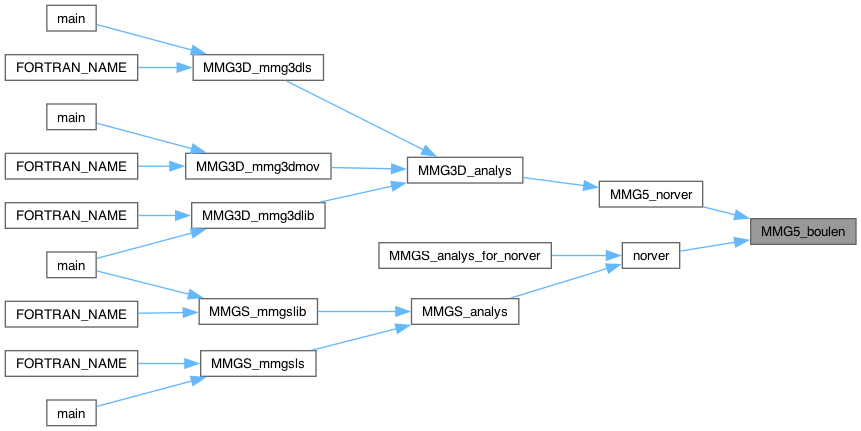 main
FORTRAN_NAME
MMG3D_mmg3dls
main
FORTRAN_NAME
MMG3D_mmg3dmov
MMG3D_analys
FORTRAN_NAME
MMG3D_mmg3dlib
MMG5_norver
MMG5_boulen
main
MMGS_analys_for_norver
norver
FORTRAN_NAME
MMGS_mmgslib
MMGS_analys
FORTRAN_NAME
MMGS_mmgsls
main